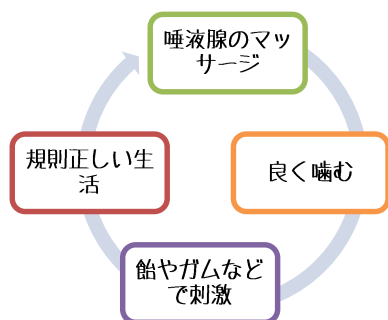 唾液腺のマッ
サージ
良く噛む
飴やガムなど
で刺激
規則正しい生
活